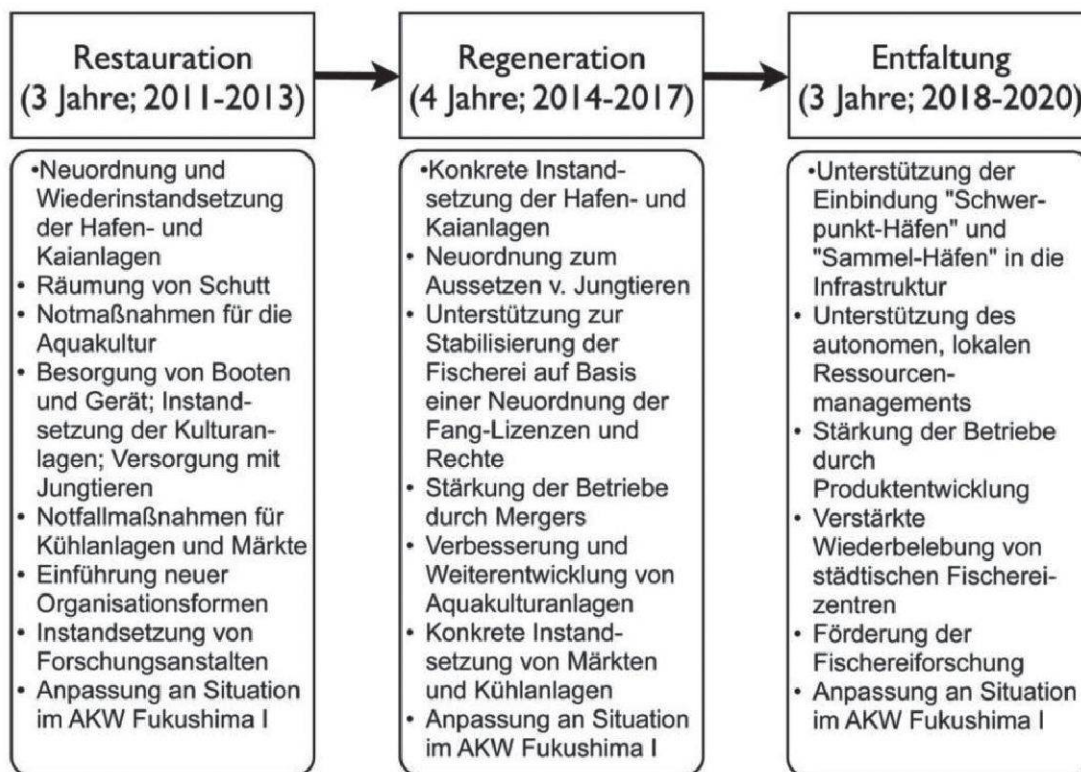 Restauration
(3 Jahre; 2011-2013)
•Neuordnung und
Wiederinstandsetzung
der Hafen- und
Kaianlagen
• Räumung von Schutt
• Notmaßnahmen für die
Aquakultur
• Besorgung von Booten
und Gerät; Instand-
setzung der Kulturan-
lagen; Versorgung mit
Jungtieren
• Notfallmaßnahmen für
Kühlanlagen und Märkte
• Einführung neuer
Organisationsformen
• Instandsetzung von
Forschungsanstalten
• Anpassung an Situation
im AKW Fukushima I
Regeneration
(4 Jahre; 2014-2017)
•Konkrete Instand-
setzung der Hafen- und
Kaianlagen
• Neuordnung zum
Aussetzen v. Jungtieren
• Unterstützung zur
Stabilisierung der
Fischerei auf Basis
einer Neuordnung der
Fang-Lizenzen und
Rechte
• Stärkung der Betriebe
durch Mergers
• Verbesserung und
Weiterentwicklung von
Aquakulturanlagen
• Konkrete Instand-
setzung von Märkten
und Kühlanlagen
• Anpassung an Situation
im AKW Fukushima I
Entfaltung
(3 Jahre; 2018-2020)
•Unterstützung der
Einbindung "Schwer-
punkt-Häfen" und
"Sammel-Häfen" in die
Infrastruktur
• Unterstützung des
autonomen, lokalen
Ressourcen-
managements
• Stärkung der Betriebe
durch
Produktentwicklung
• Verstärkte
Wiederbelebung von
städtischen Fischerei-
zentren
• Förderung der
Fischereiforschung
• Anpassung an Situation
im AKW Fukushima I